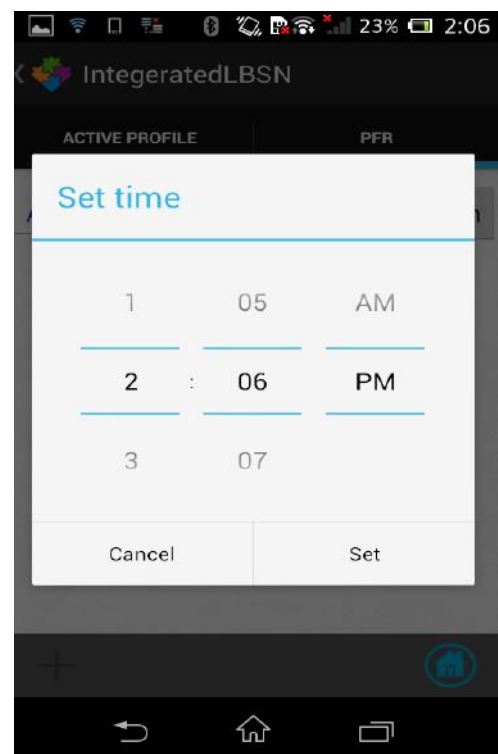 23% 2:06
IntegeratedLBSN
ACTIVE PROFILE PFR
Set time
1 05 AM
2 : 06 PM
3 07
Cancel Set